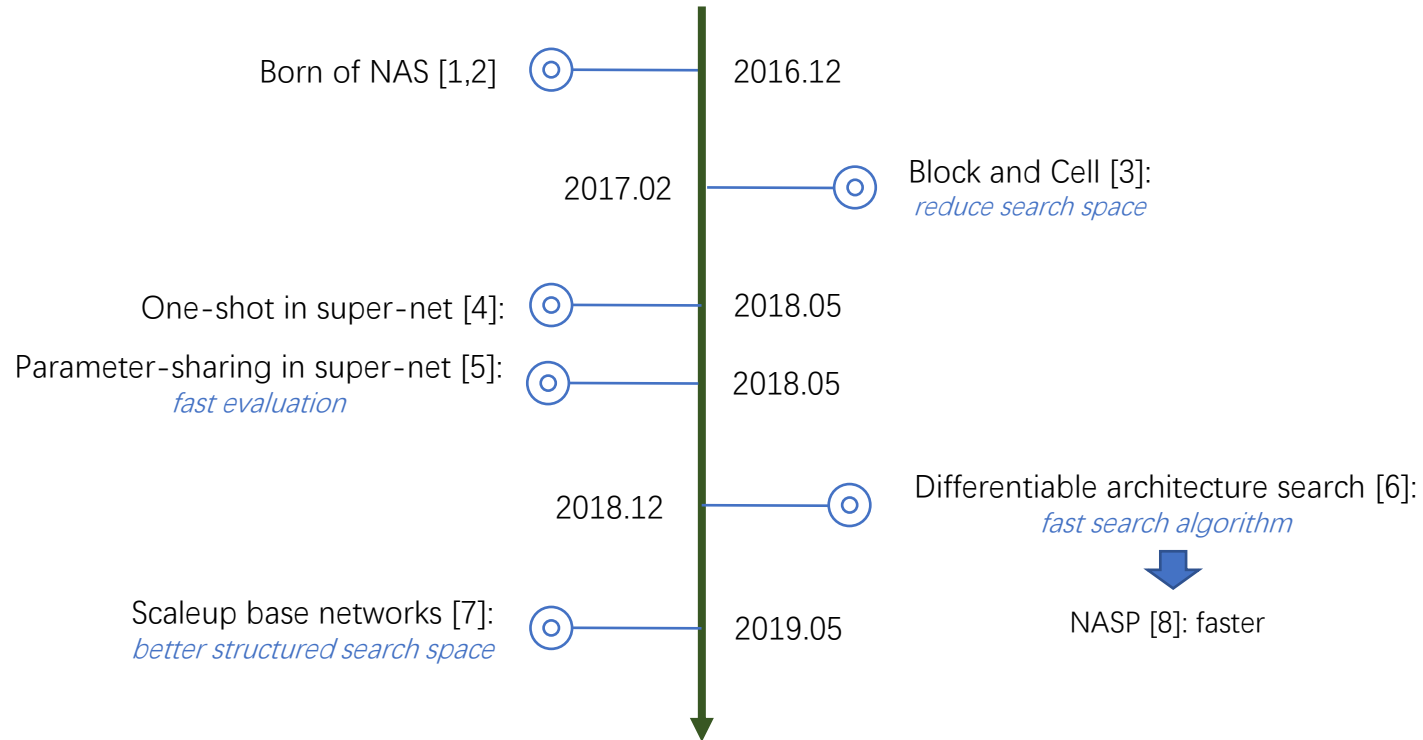 Born of NAS [1,2]
2016.12
2017.02
Block and Cell [3]:
reduce search space
One-shot in super-net [4]:
2018.05
Parameter-sharing in super-net [5]:
fast evaluation
2018.05
2018.12
Differentiable architecture search [6]:
fast search algorithm
NASP [8]: faster
Scaleup base networks [7]:
better structured search space
2019.05